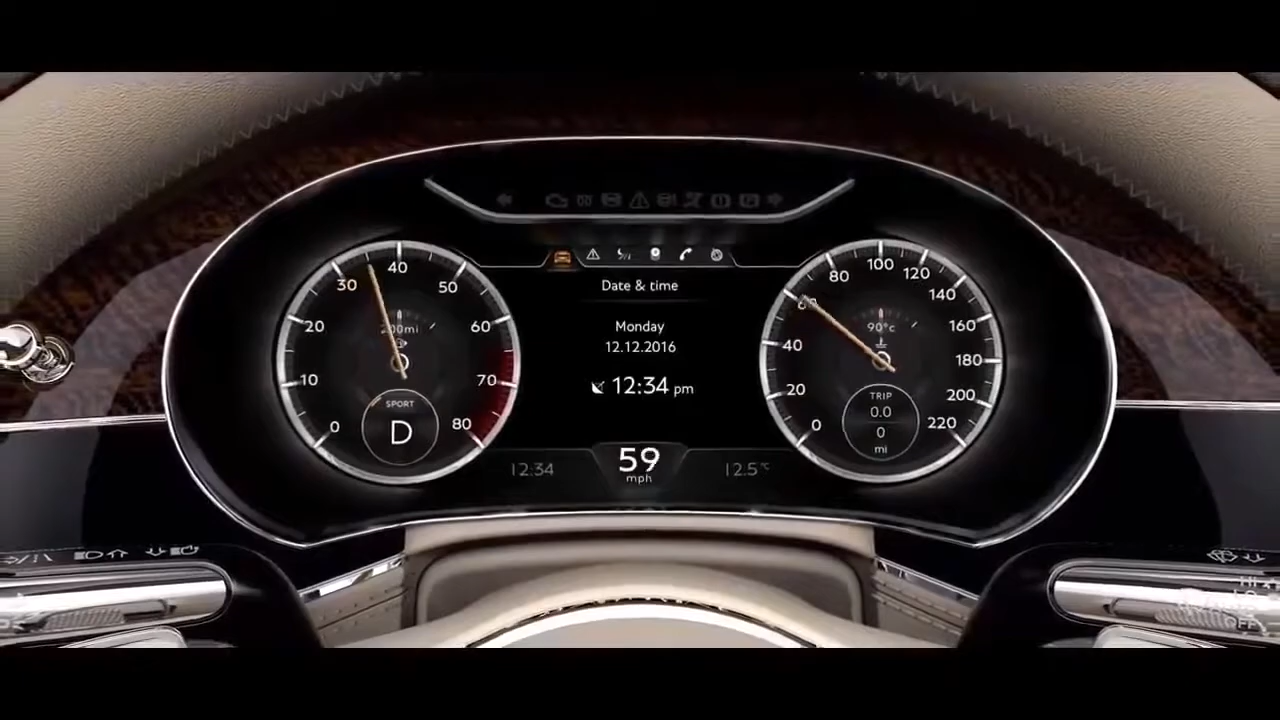 Date & time
Monday
12.12.2016
12:34 pm
0
10
20
30
40
50
60
70
80
200mi
SPORT
D
0
20
40
60
80
100
120
140
160
180
200
220
90°c
TRIP
0.0
0
mi
12:34
59
mph
12.5°C
OFF